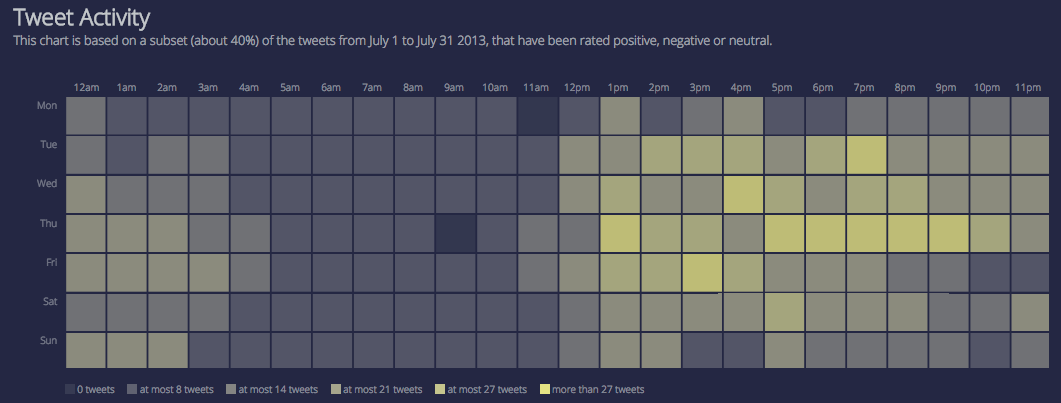 Tweet Activity
This chart is based on a subset (about 40%) of the tweets from July 1 to July 31 2013, that have been rated positive, negative or neutral.
12am 1am 2am 3am 4am 5am 6am 7am 8am 9am 10am 11am 12pm 1pm 2pm 3pm 4pm 5pm 6pm 7pm 8pm 9pm 10pm 11pm
Mon
Tue
Wed
Thu
Fri
Sat
Sun
0 tweets at most 8 tweets at most 14 tweets at most 21 tweets at most 27 tweets more than 27 tweets